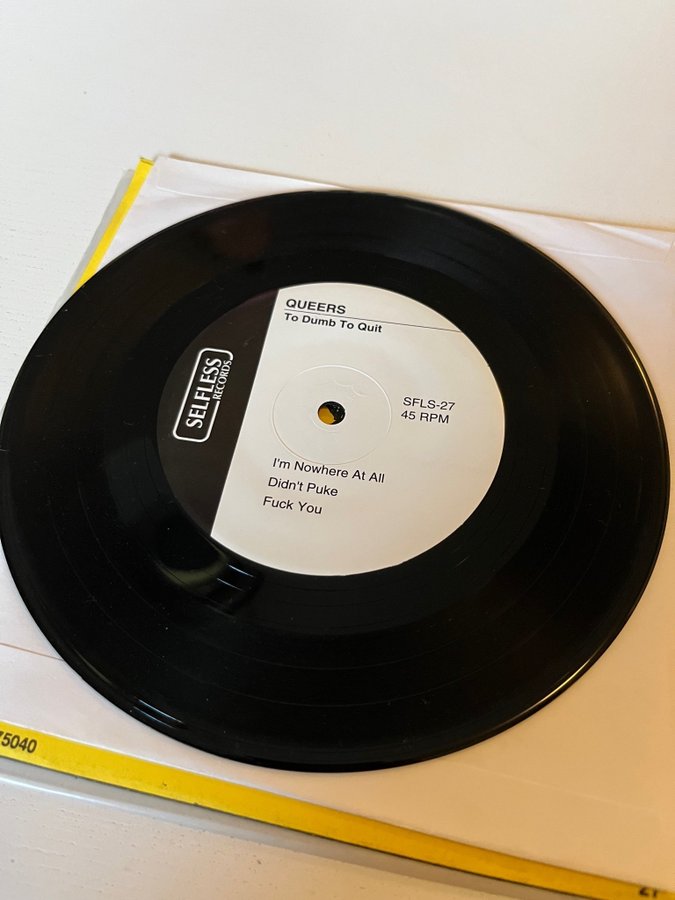 QUEERS
To Dumb To Quit
SELFLESS
RECORDS
SFLS-27
45 RPM
I'm Nowhere At All
Didn't Puke
Fuck You
75040